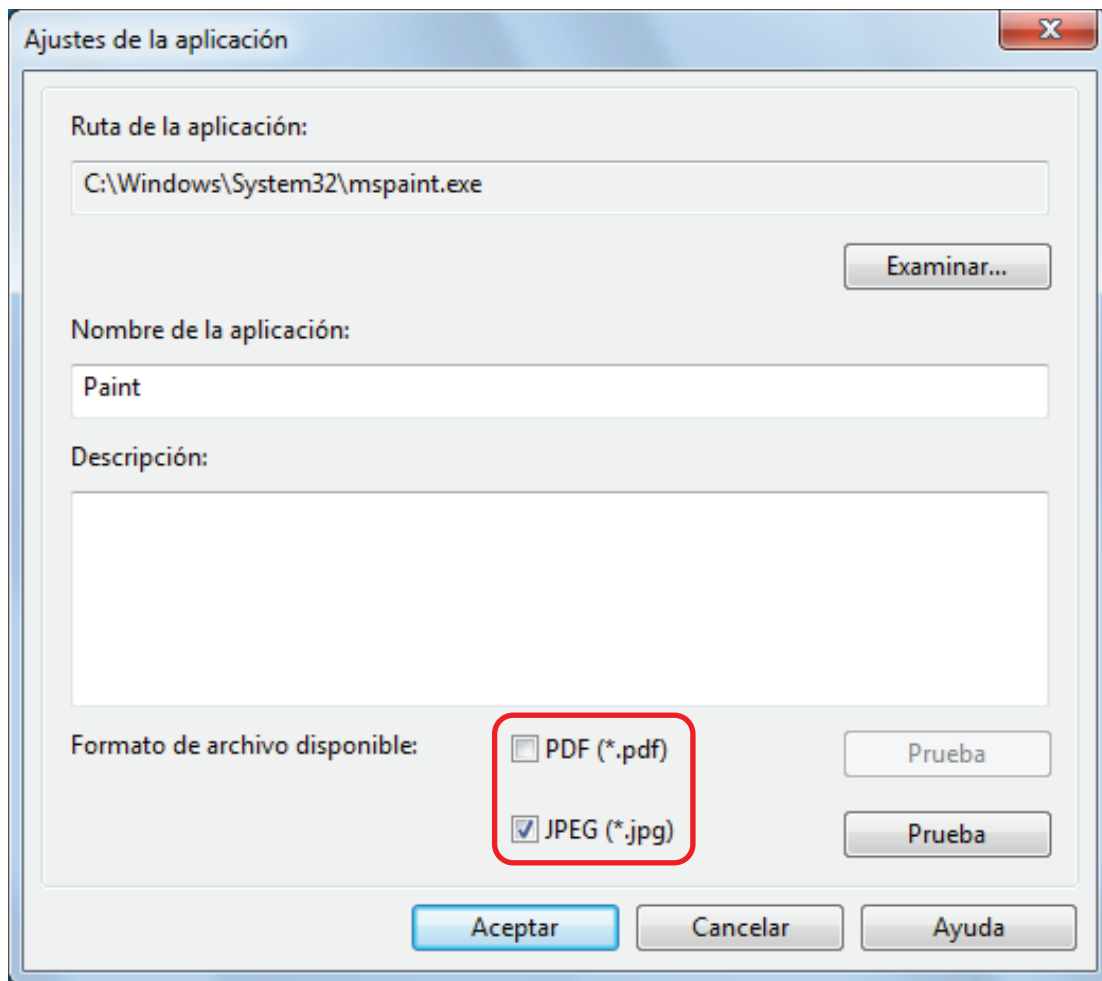 Ajustes de la aplicación
Ruta de la aplicación:
C:\Windows\System32\mspaint.exe
Examinar...
Nombre de la aplicación:
Paint
Descripción:
Formato de archivo disponible:
PDF (*.pdf)
Prueba
JPEG (*.jpg)
Prueba
Aceptar
Cancelar
Ayuda